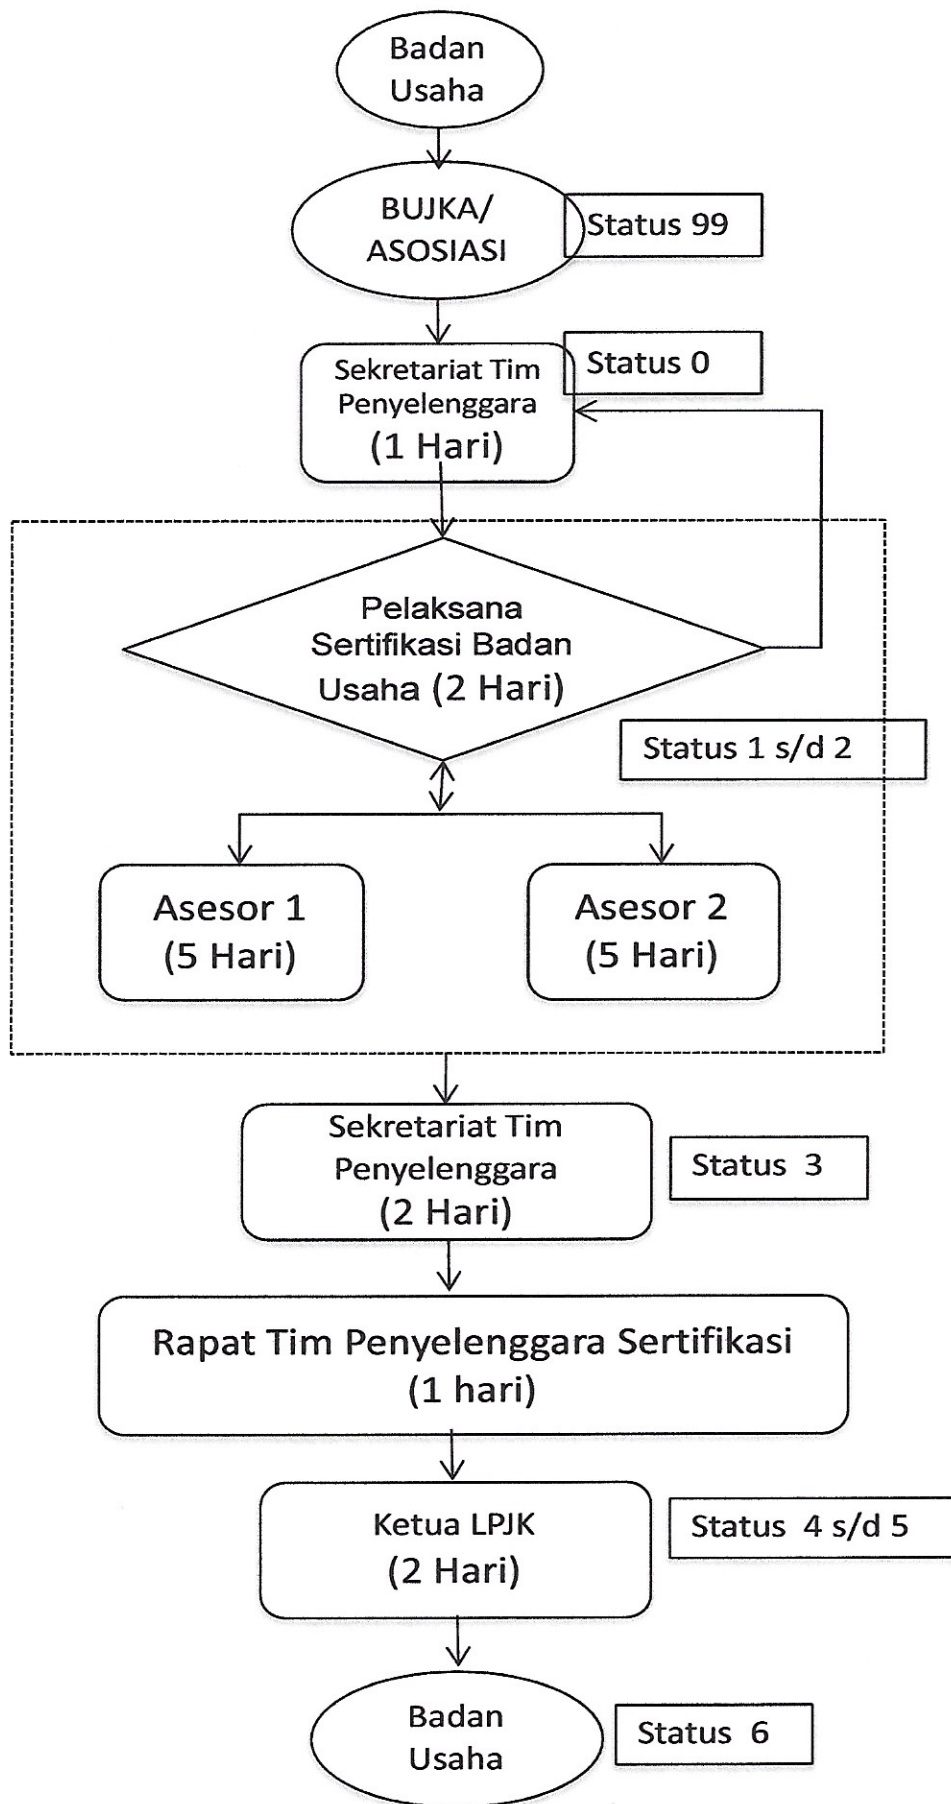 Badan
Usaha
BUJKA/
ASOSIASI
Status 99
Sekretariat Tim
Penyelenggara
(1 Hari)
Status 0
Pelaksana
Sertifikasi Badan
Usaha (2 Hari)
Status 1 s/d 2
Asesor 1
(5 Hari)
Asesor 2
(5 Hari)
Sekretariat Tim
Penyelenggara
(2 Hari)
Status 3
Rapat Tim Penyelenggara Sertifikasi
(1 hari)
Ketua LPJK
(2 Hari)
Status 4 s/d 5
Badan
Usaha
Status 6